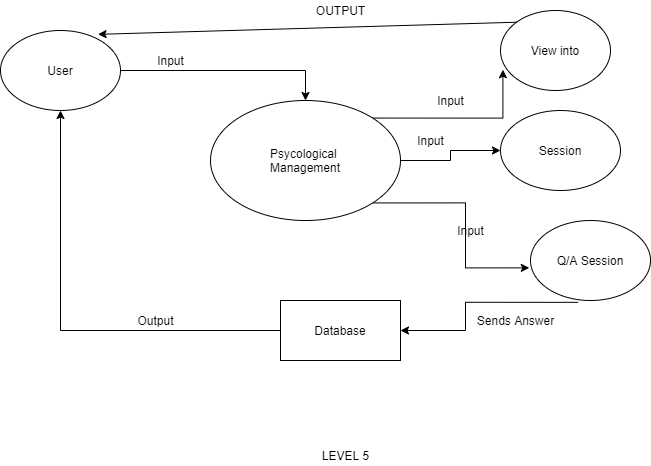 OUTPUT
User
View into
Input
Input
Input
Psycological
Management
Session
Input
Q/A Session
Output
Database
Sends Answer
LEVEL 5